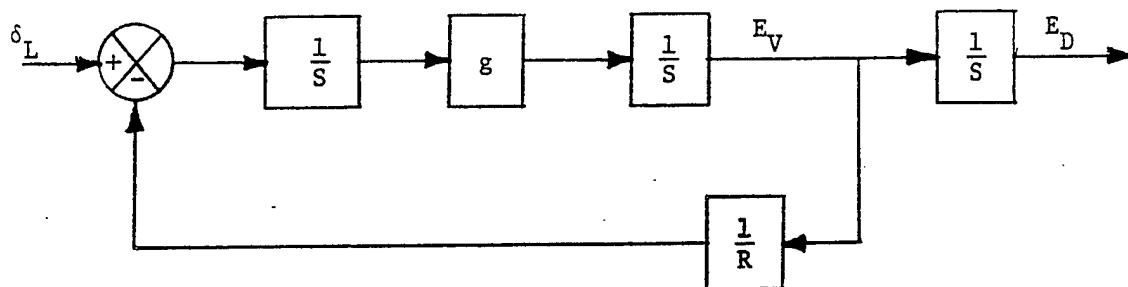 δL
+
-
1/S
g
1/S
EV
1/S
ED
1/R